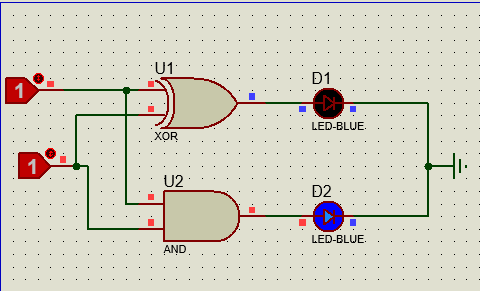 U1
1
XOR
D1
LED-BLUE
1
U2
AND
D2
LED-BLUE